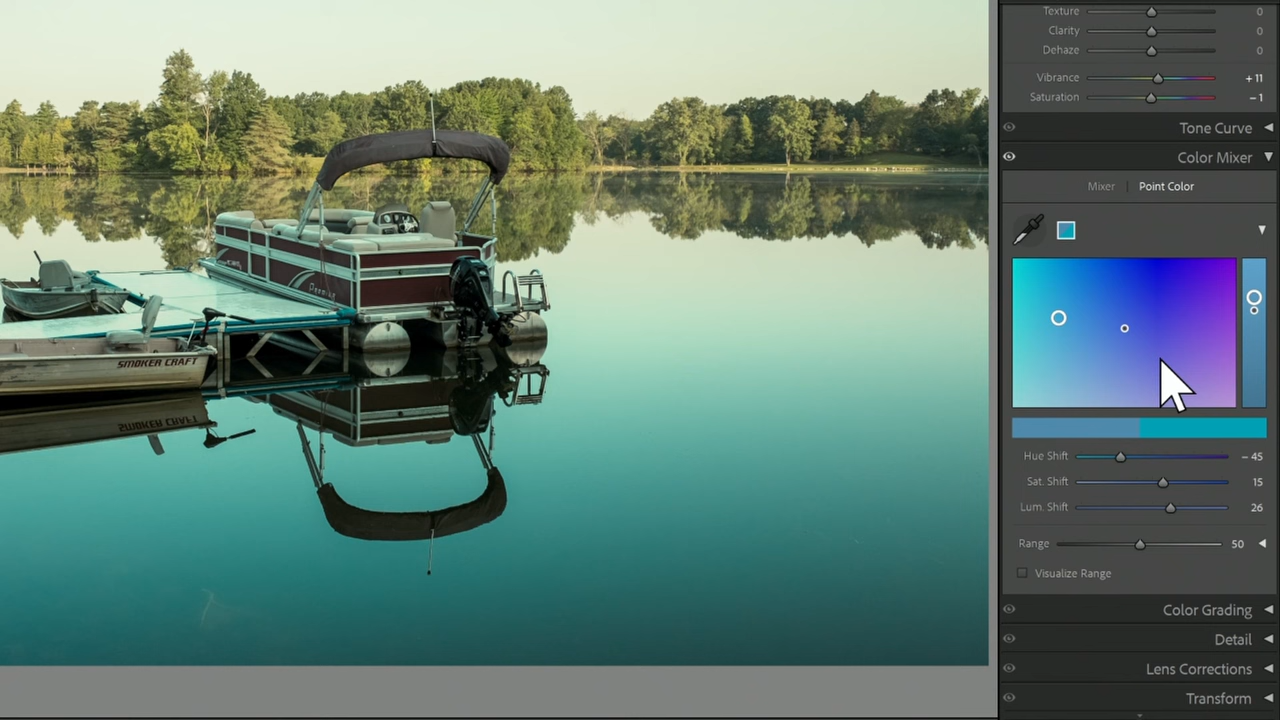 Texture 0
Clarity 0
Dehaze 0
Vibrance + 11
Saturation – 1
Tone Curve
Color Mixer
Mixer | Point Color
Hue Shift – 45
Sat. Shift 15
Lum. Shift 26
Range 50
Visualize Range
Color Grading
Detail
Lens Corrections
Transform
SMOKER CRAFT